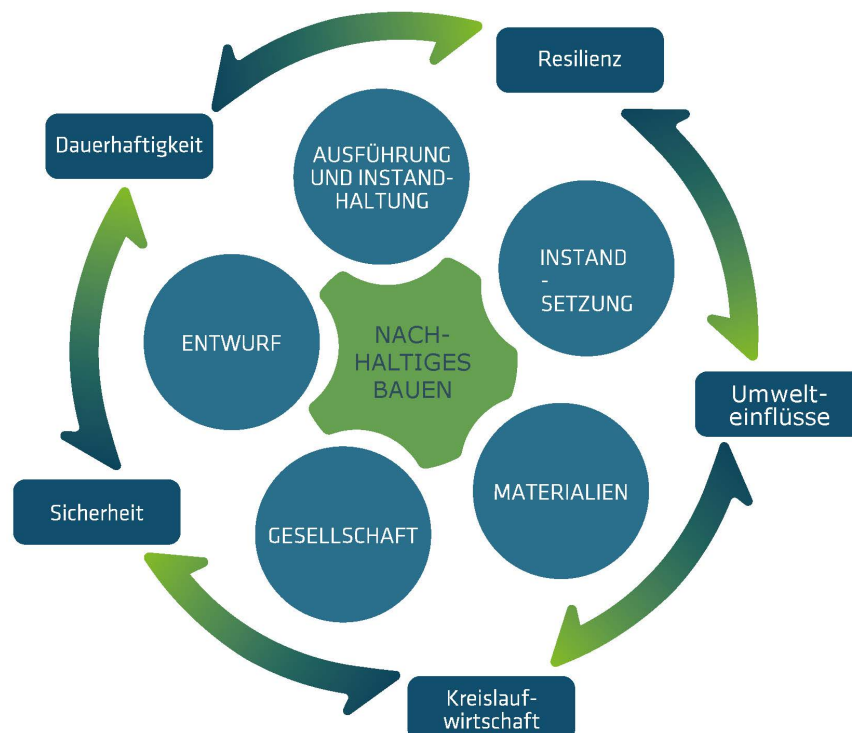 Resilienz
Dauerhaftigkeit
AUSFÜHRUNG
UND INSTAND-
HALTUNG
INSTAND
-
SETZUNG
ENTWURF
NACH-
HALTIGES
BAUEN
Umwelt-
einflüsse
MATERIALIEN
Sicherheit
GESELLSCHAFT
Kreislauf-
wirtschaft